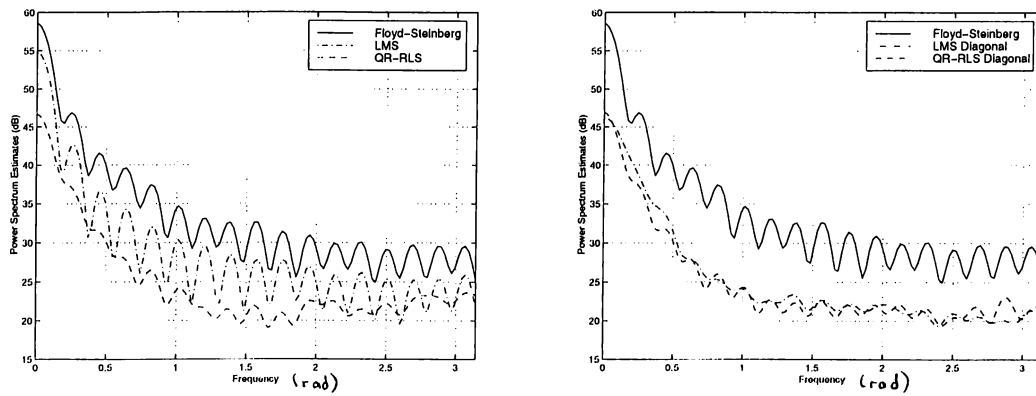 60
55
50
45
40
35
30
25
20
15
Power Spectrum Estimates (dB)
Floyd-Steinberg
LMS
QR-RLS
0 0.5 1 1.5 2 2.5 3
Frequency (rad)
60
55
50
45
40
35
30
25
20
15
Power Spectrum Estimates (dB)
Floyd-Steinberg
LMS Diagonal
QR-RLS Diagonal
0 0.5 1 1.5 2 2.5 3
Frequency (rad)